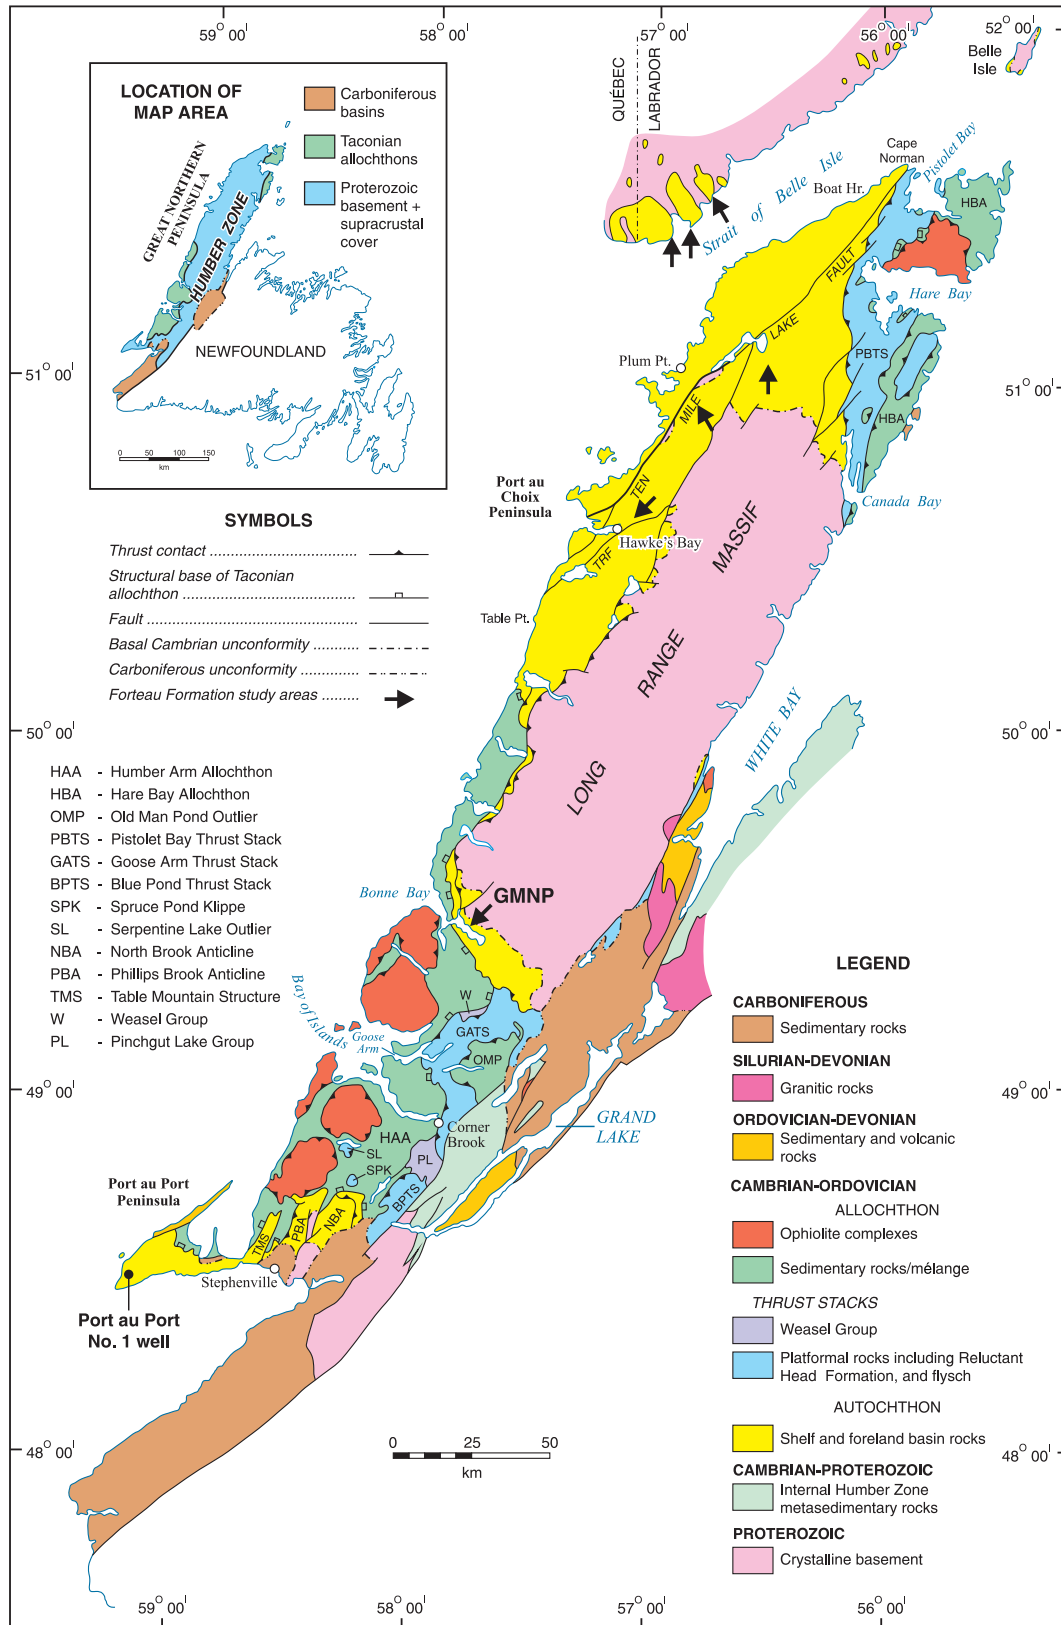 59° 00'
58° 00'
57° 00'
56° 00'
52° 00'
Belle
Isle
QUÉBEC
LABRADOR
LOCATION OF
MAP AREA
Carboniferous
basins
Taconian
allochthons
Proterozoic
basement +
supracrustal
cover
GREAT NORTHERN
PENINSULA
HUMBER ZONE
NEWFOUNDLAND
0 50 100 150
km
Strait of Belle Isle
Cape
Norman
Pistolet Bay
Boat Hr.
HBA
Hare Bay
FAULT
LAKE
MILE
TEN
PBTS
HBA
Plum Pt.
51° 00'
51° 00'
Port au
Choix
Peninsula
Hawke's Bay
TRF
Canada Bay
Table Pt.
SYMBOLS
Thrust contact
Structural base of Taconian
allochthon
Fault
Basal Cambrian unconformity
Carboniferous unconformity
Forteau Formation study areas
MASSIF
RANGE
LONG
WHITE BAY
50° 00'
50° 00'
HAA - Humber Arm Allochthon
HBA - Hare Bay Allochthon
OMP - Old Man Pond Outlier
PBTS - Pistolet Bay Thrust Stack
GATS - Goose Arm Thrust Stack
BPTS - Blue Pond Thrust Stack
SPK - Spruce Pond Klippe
SL - Serpentine Lake Outlier
NBA - North Brook Anticline
PBA - Phillips Brook Anticline
TMS - Table Mountain Structure
W - Weasel Group
PL - Pinchgut Lake Group
Bonne Bay
GMNP
Bay of Islands
Goose
Arm
W
GATS
OMP
49° 00'
49° 00'
Corner
Brook
GRAND
LAKE
HAA
SL
SPK
PL
BPTS
NBA
PBA
TMS
Port au Port
Peninsula
Stephenville
Port au Port
No. 1 well
LEGEND
CARBONIFEROUS
Sedimentary rocks
SILURIAN-DEVONIAN
Granitic rocks
ORDOVICIAN-DEVONIAN
Sedimentary and volcanic
rocks
CAMBRIAN-ORDOVICIAN
ALLOCHTHON
Ophiolite complexes
Sedimentary rocks/mélange
THRUST STACKS
Weasel Group
Platformal rocks including Reluctant
Head Formation, and flysch
AUTOCHTHON
Shelf and foreland basin rocks
CAMBRIAN-PROTEROZOIC
Internal Humber Zone
metasedimentary rocks
PROTEROZOIC
Crystalline basement
48° 00'
48° 00'
0 25 50
km
59° 00'
58° 00'
57° 00'
56° 00'